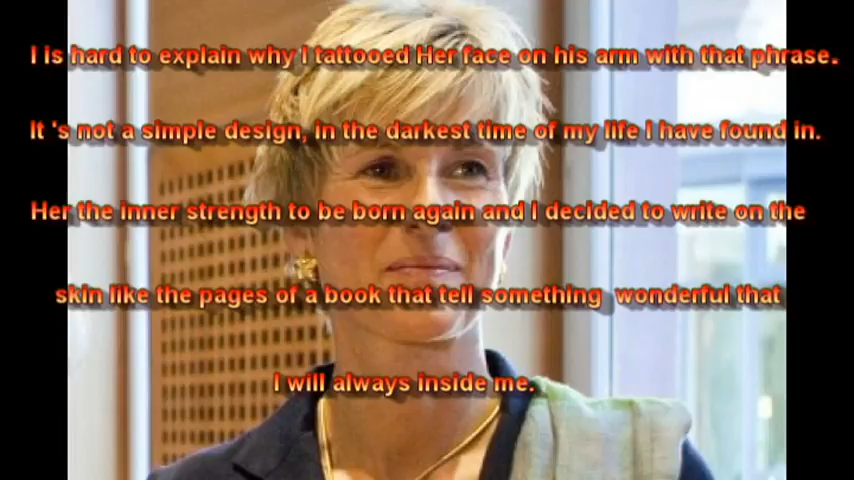 I is hard to explain why I tattooed Her face on his arm with that phrase.
It 's not a simple design, in the darkest time of my life I have found in.
Her the inner strength to be born again and I decided to write on the
skin like the pages of a book that tell something wonderful that
I will always inside me.